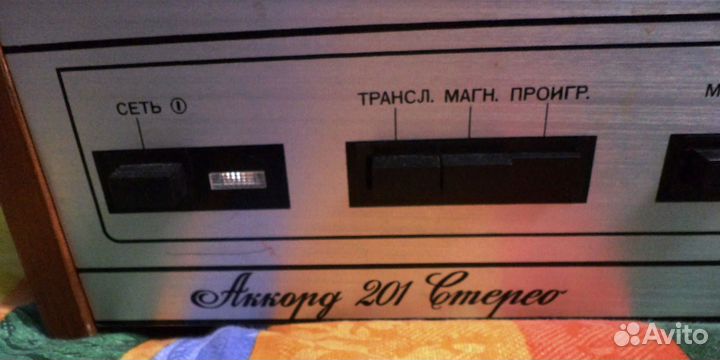 СЕТЬ
ТРАНСЛ. МАГН. ПРОИГР.
М
Аккорд 201 Стерео
Avito